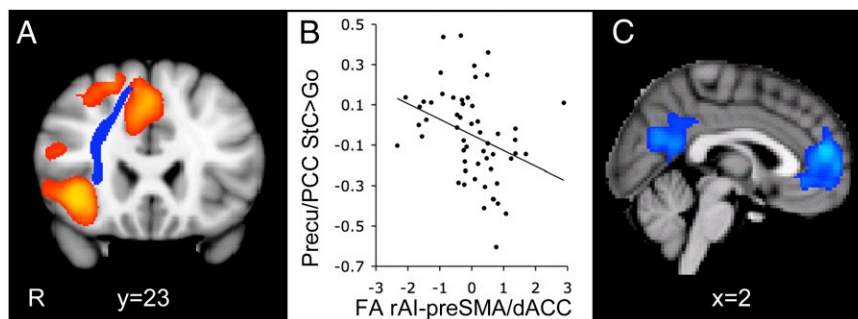 A
R
y=23
B
Precu/PCC StC>Go
0.5
0.3
0.1
-0.1
-0.3
-0.5
-0.7
-3 -2 -1 0 1 2 3
FA rAI-preSMA/dACC
C
x=2